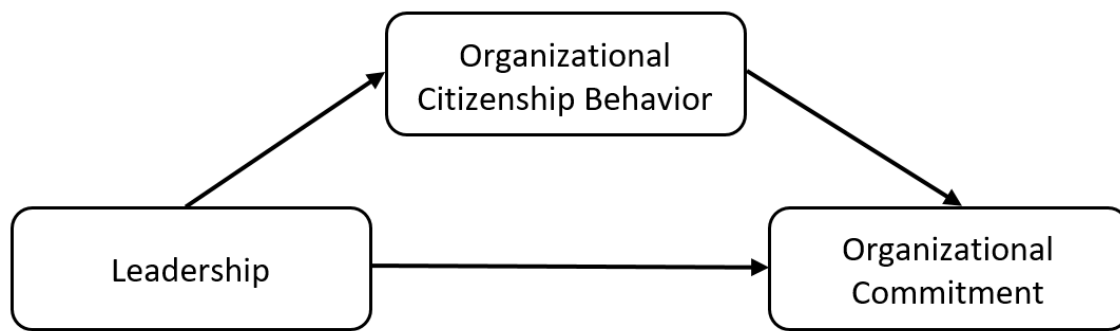 Organizational
Citizenship Behavior
Leadership
Organizational
Commitment